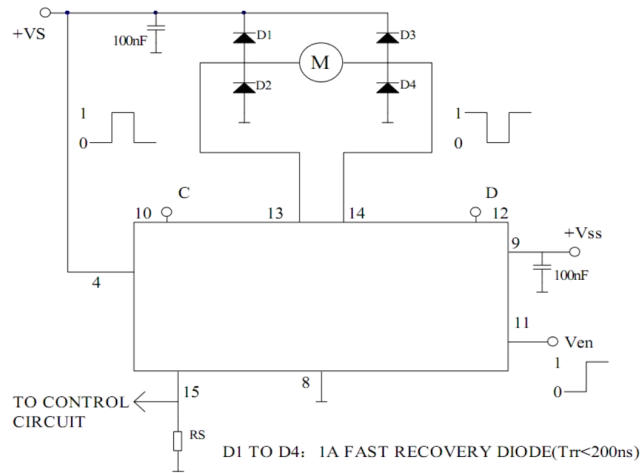 +VS
100nF
D1
D3
M
D2
D4
1
0
1
0
C
D
10
13
14
12
+Vss
9
4
100nF
11
Ven
1
0
15
8
TO CONTROL
CIRCUIT
RS
D1 TO D4: 1A FAST RECOVERY DIODE(Trr<200ns)